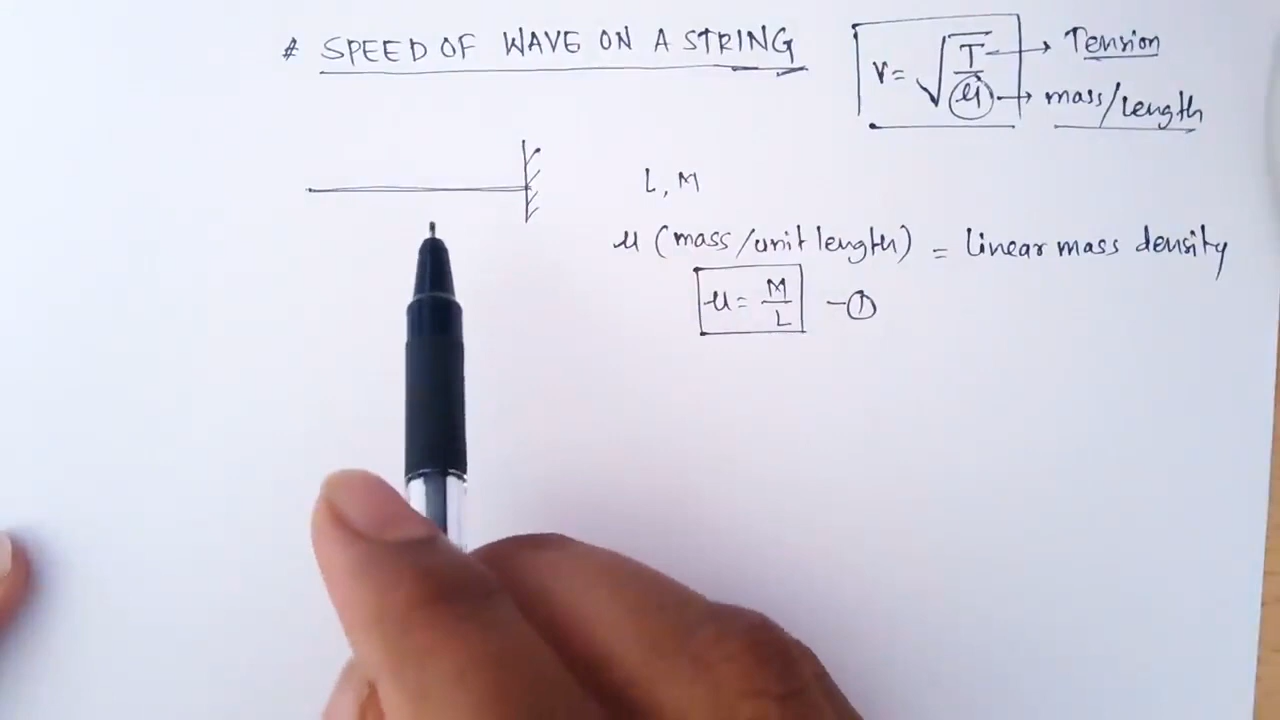 # SPEED OF WAVE ON A STRING
v = √(T/μ) → Tension
→ mass/length
L, M
μ (mass/unit length) = linear mass density
μ = M/L - ①